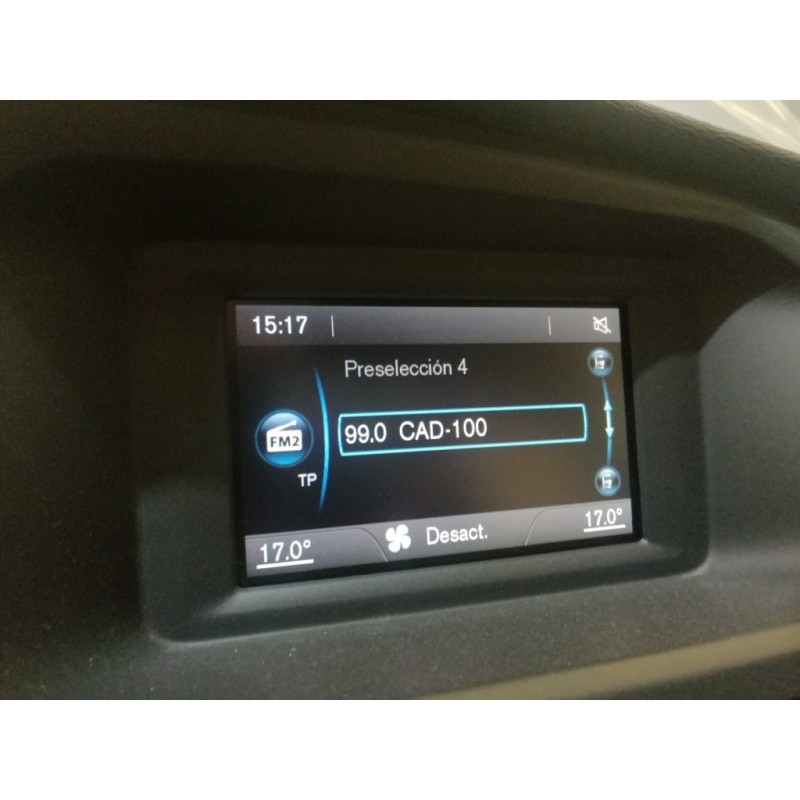 15:17
Preselección 4
FM2
99.0 CAD-100
TP
17.0° Desact. 17.0°